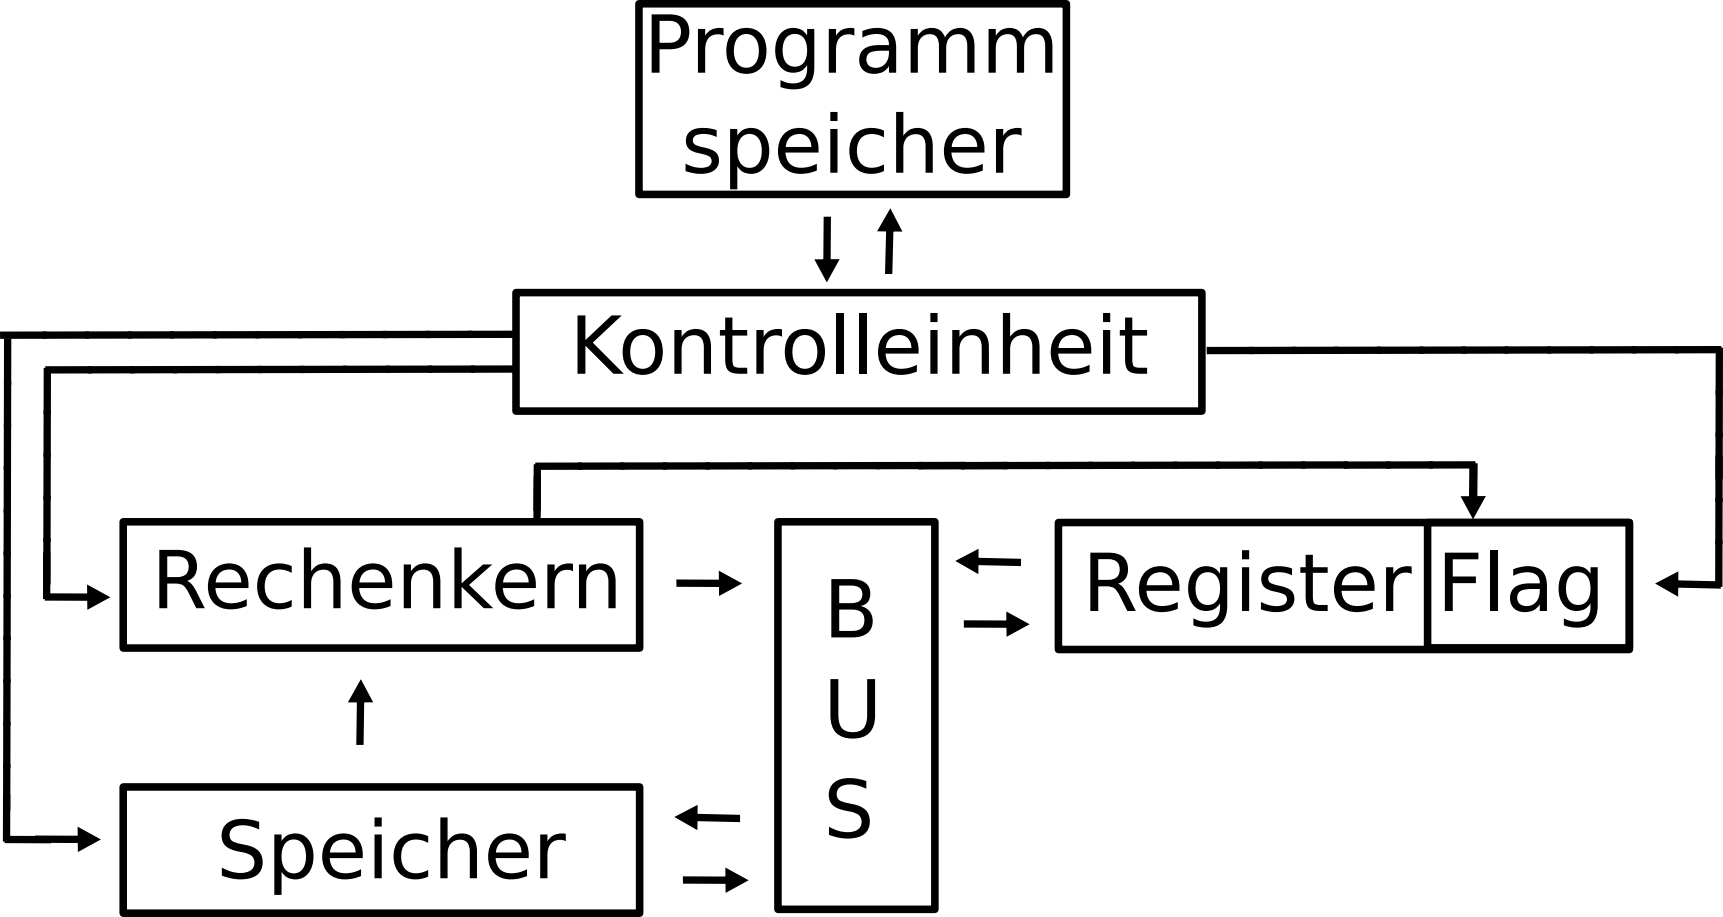 Programm
speicher
Kontrolleinheit
Rechenkern
B
U
S
Register
Flag
Speicher